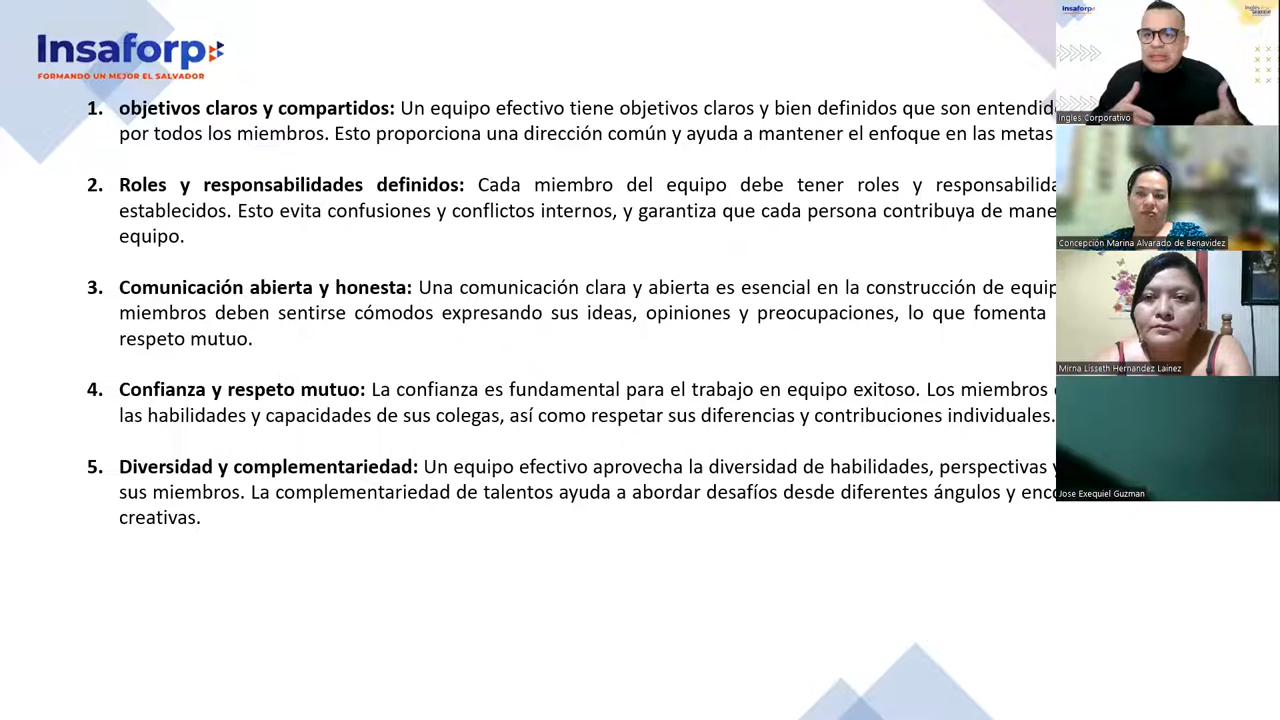 Insaforp
FORMANDO UN MEJOR EL SALVADOR
1. objetivos claros y compartidos: Un equipo efectivo tiene objetivos claros y bien definidos que son
por todos los miembros. Esto proporciona una dirección común y ayuda a mantener el enfoque en las metas
2. Roles y responsabilidades definidos: Cada miembro del equipo debe tener roles y
establecidos. Esto evita confusiones y conflictos internos, y garantiza que cada persona contribuya de
equipo.
3. Comunicación abierta y honesta: Una comunicación clara y abierta es esencial en la construcción de
miembros deben sentirse cómodos expresando sus ideas, opiniones y preocupaciones, lo que fomenta
respeto mutuo.
4. Confianza y respeto mutuo: La confianza es fundamental para el trabajo en equipo exitoso. Los miembros
las habilidades y capacidades de sus colegas, así como respetar sus diferencias y contribuciones individuales.
5. Diversidad y complementariedad: Un equipo efectivo aprovecha la diversidad de habilidades, perspectivas
sus miembros. La complementariedad de talentos ayuda a abordar desafíos desde diferentes ángulos y
creativas.
Insaforp
Ingles Corporativo
Concepción Marina Alvarado de Benavidez
Mirna Lisseth Hernandez Lainez
Jose Exequiel Guzman